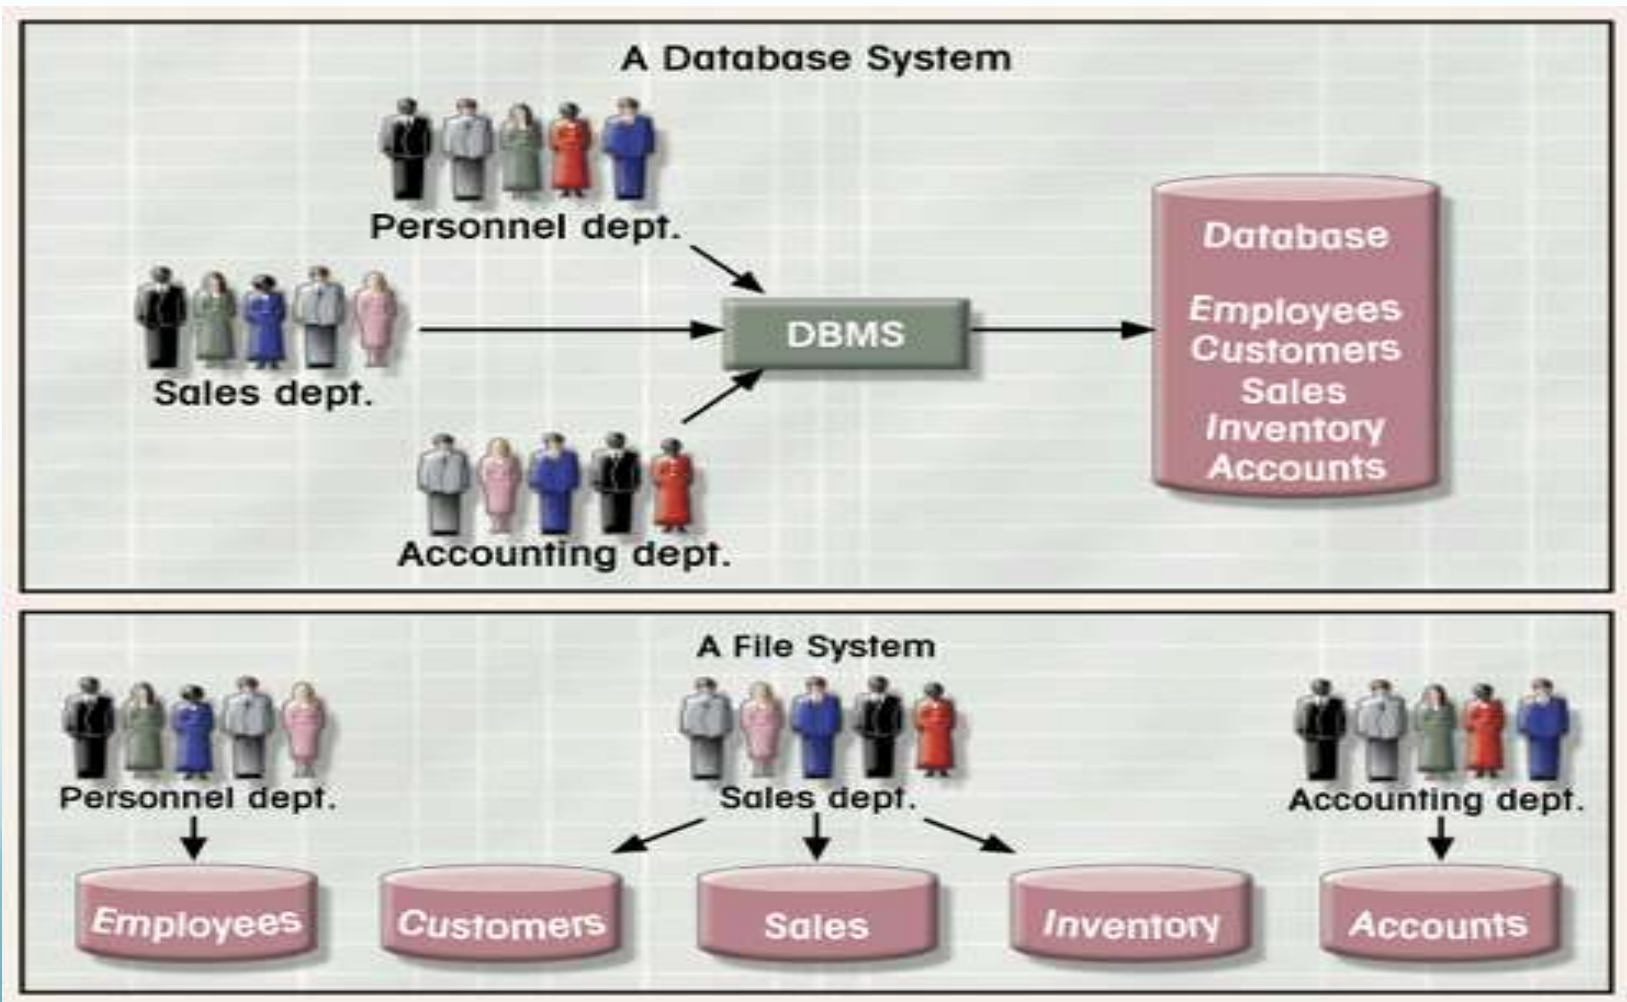 A Database System
Personnel dept.
Sales dept.
Accounting dept.
DBMS
Database
Employees
Customers
Sales
Inventory
Accounts
A File System
Personnel dept.
Sales dept.
Accounting dept.
Employees
Customers
Sales
Inventory
Accounts